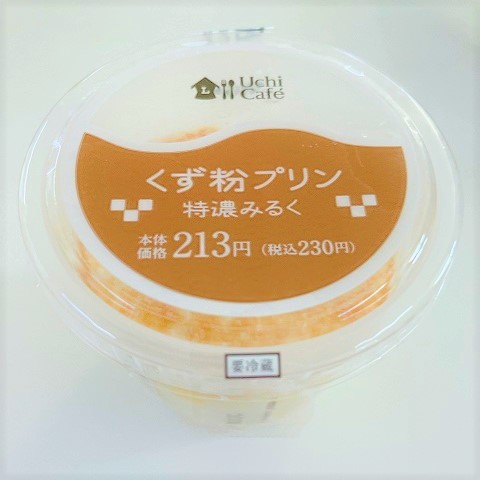 Uchi
Café
くず粉プリン
特濃みるく
本体
価格 213円 (税込230円)
要冷蔵